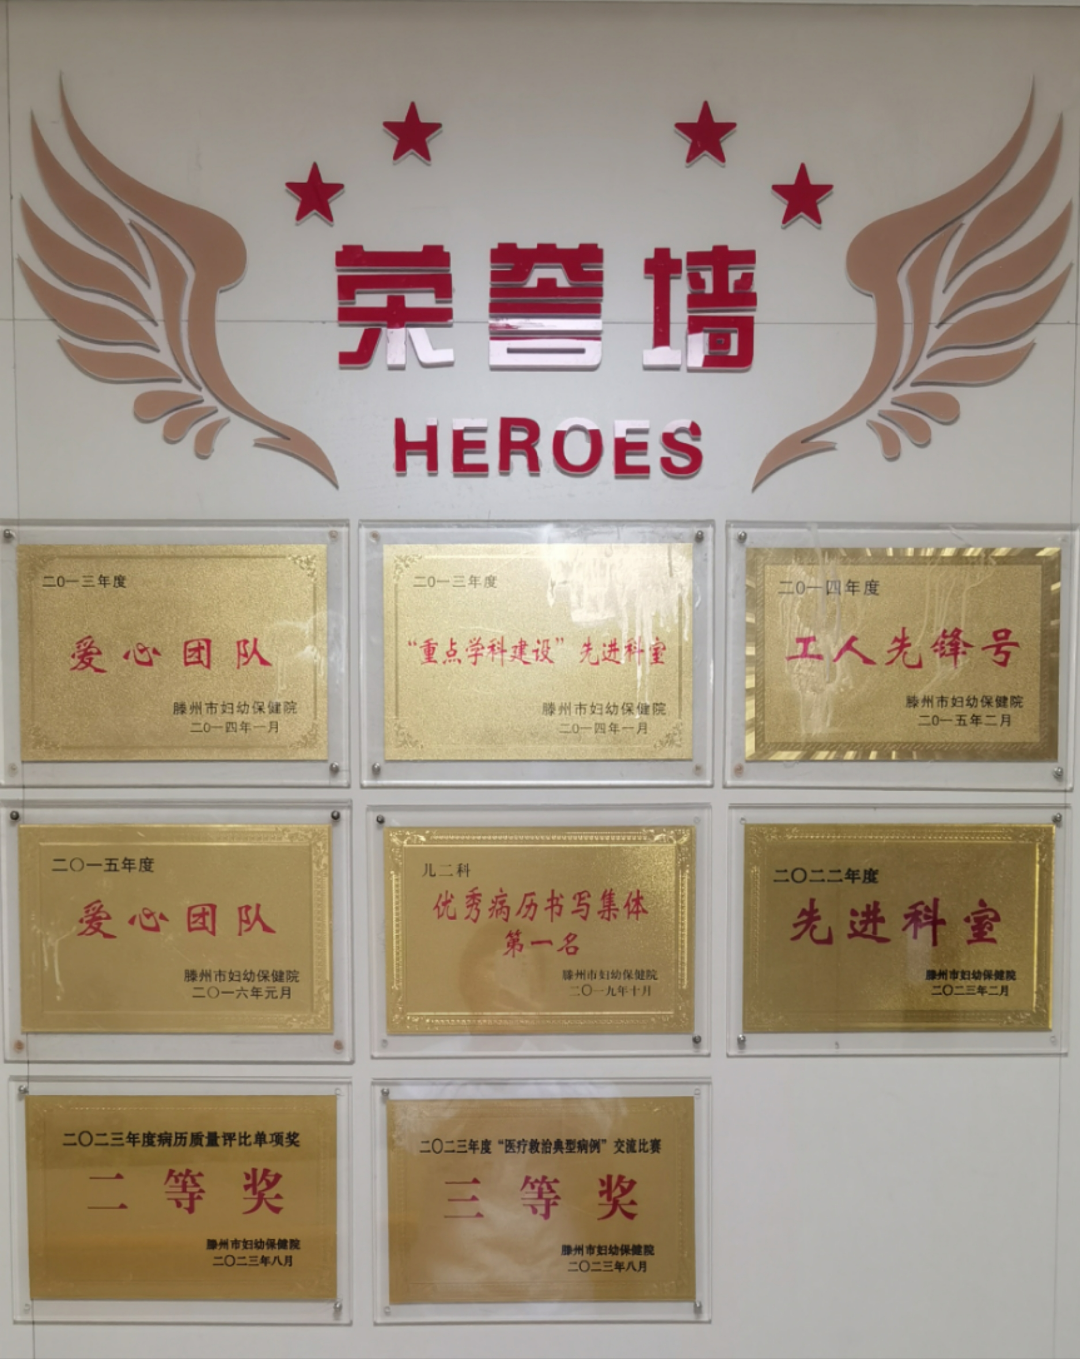 荣誉墙
HEROES
二0一三年度
爱心团队
滕州市妇幼保健院
二0一四年一月
二0一三年度
“重点学科建设”先进科室
滕州市妇幼保健院
二0一四年一月
二0一四年度
工人先锋号
滕州市妇幼保健院
二0一五年二月
二〇一五年度
爱心团队
滕州市妇幼保健院
二〇一六年元月
儿二科
优秀病历书写集体
第一名
滕州市妇幼保健院
二〇一九年十月
二〇二二年度
先进科室
滕州市妇幼保健院
二〇二三年二月
二〇二三年度病历质量评比单项奖
二等奖
滕州市妇幼保健院
二〇二三年八月
二〇二三年度“医疗救治典型病例”交流比赛
三等奖
滕州市妇幼保健院
二〇二三年八月